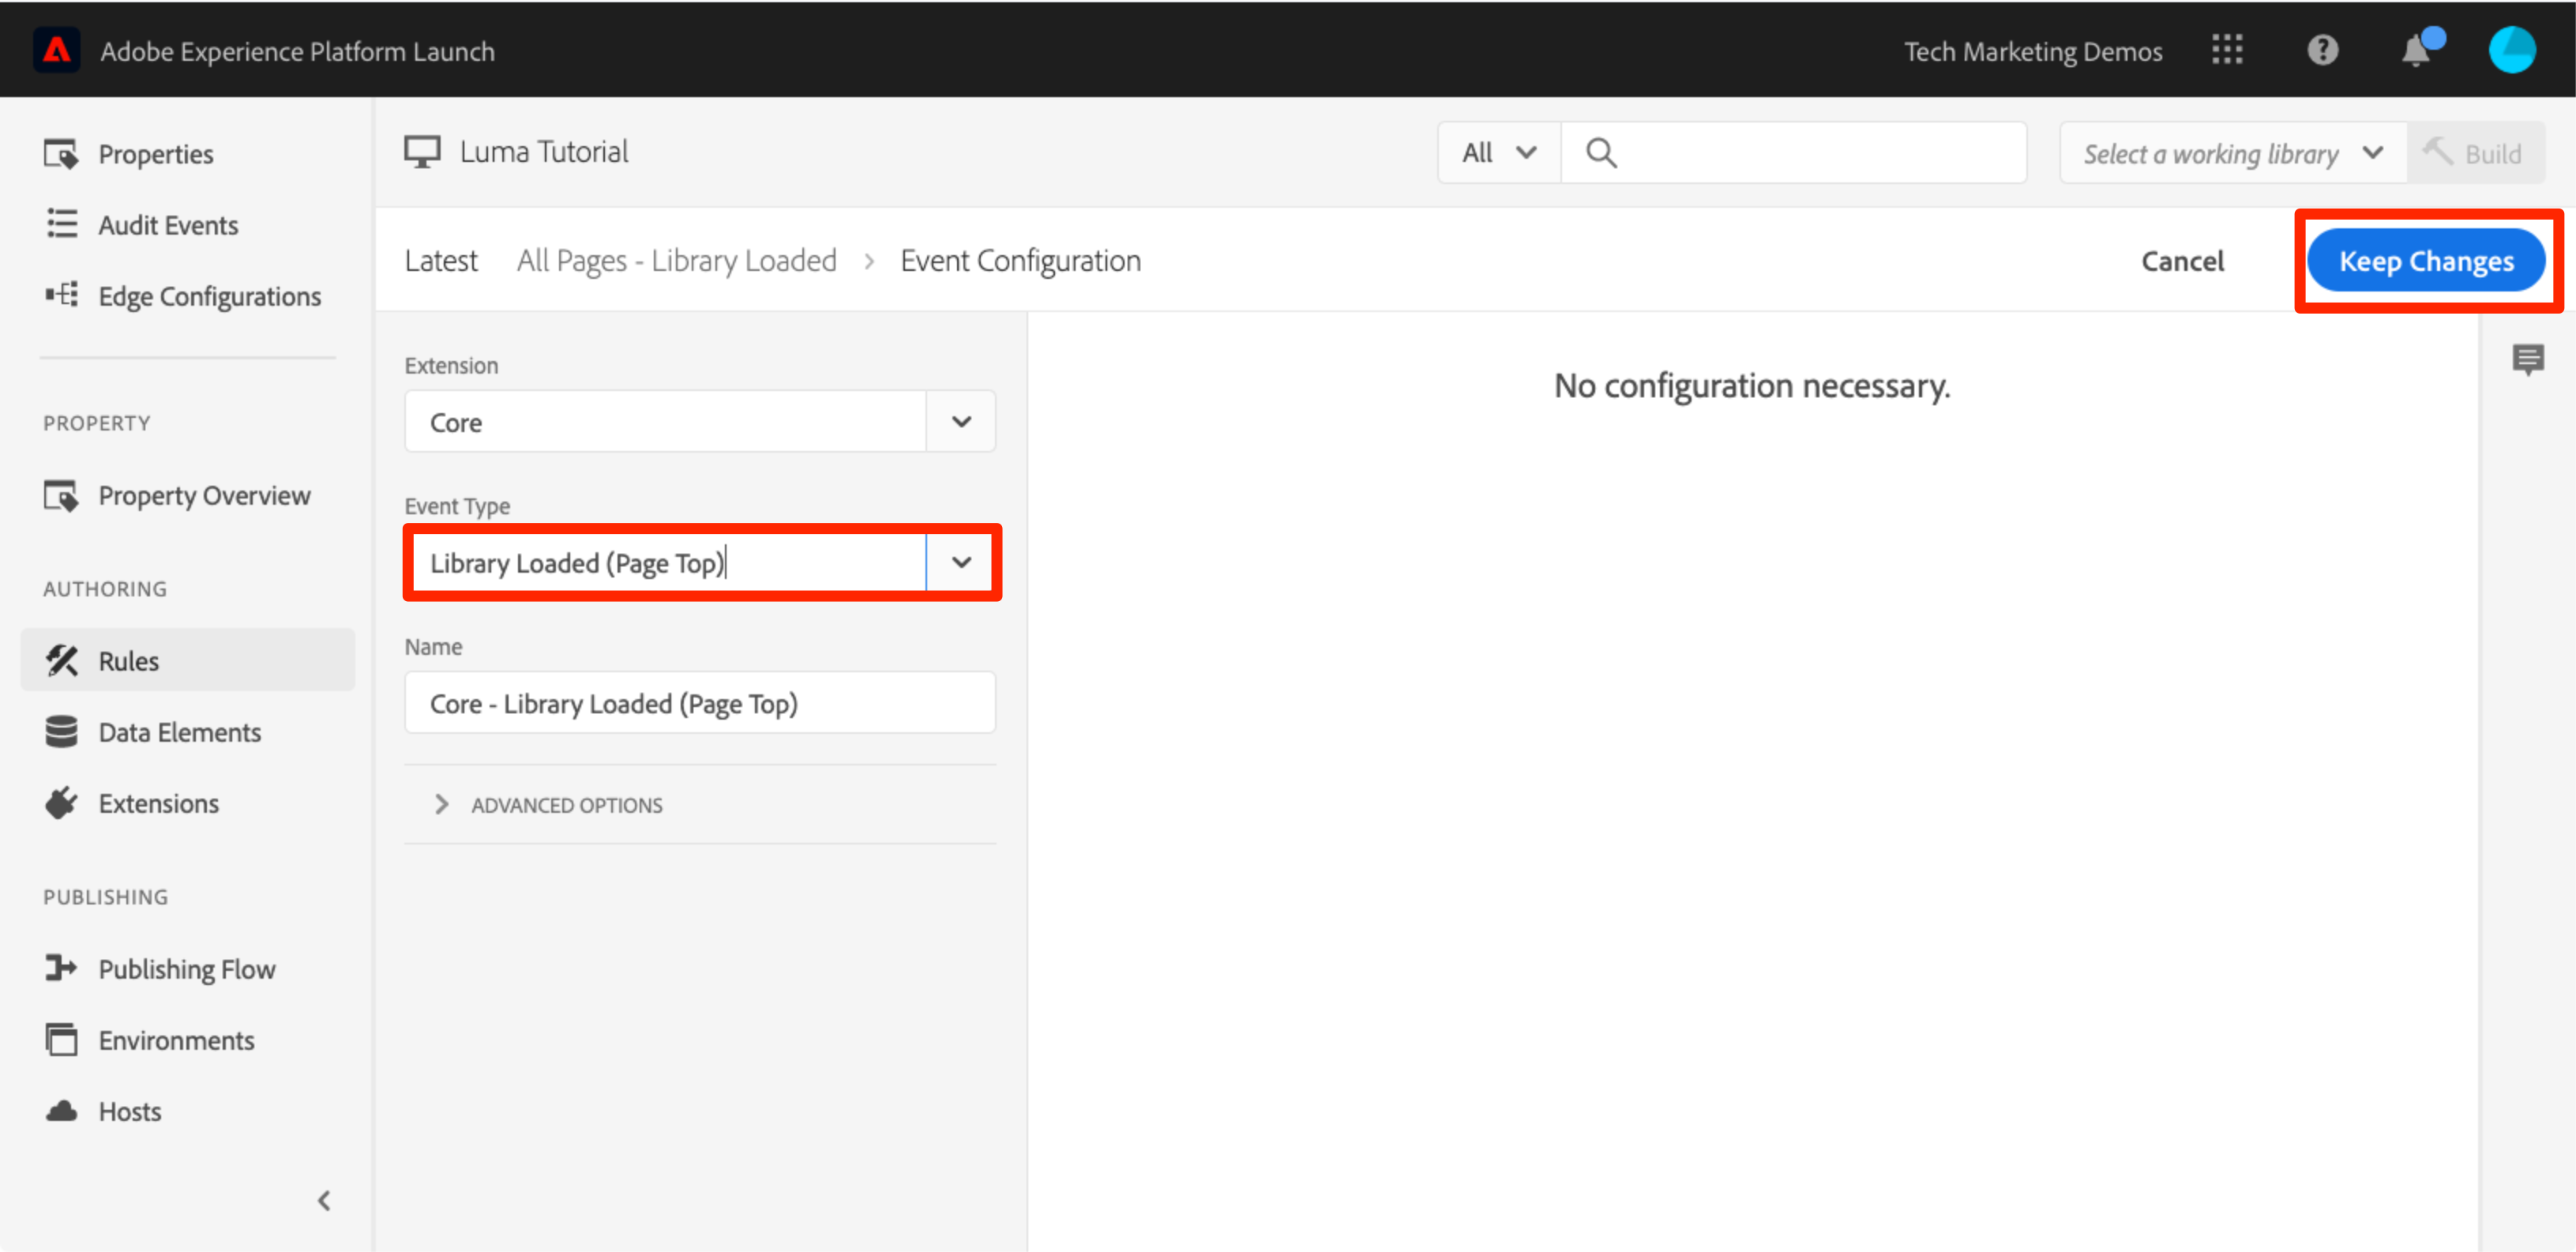 Adobe Experience Platform Launch
Tech Marketing Demos
Properties
Audit Events
Edge Configurations
PROPERTY
Property Overview
AUTHORING
Rules
Data Elements
Extensions
PUBLISHING
Publishing Flow
Environments
Hosts
Luma Tutorial
All
Select a working library
Build
Latest All Pages - Library Loaded > Event Configuration
Cancel
Keep Changes
Extension
Core
Event Type
Library Loaded (Page Top)
Name
Core - Library Loaded (Page Top)
ADVANCED OPTIONS
No configuration necessary.